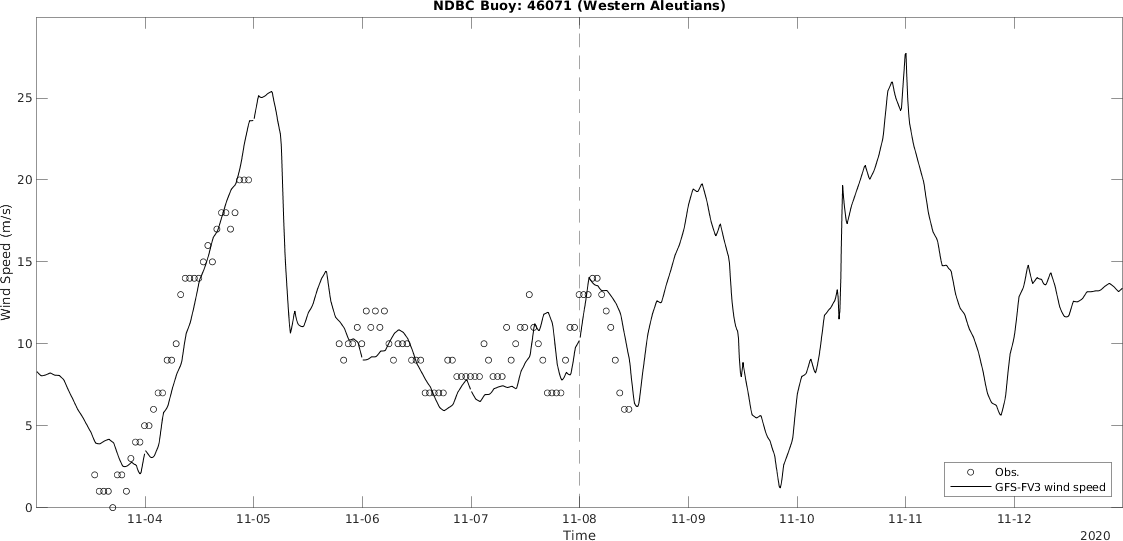 NDBC Buoy: 46071 (Western Aleutians)
Wind Speed (m/s)
25
20
15
10
5
0
11-04 11-05 11-06 11-07 11-08 11-09 11-10 11-11 11-12
Time
2020
Obs.
GFS-FV3 wind speed